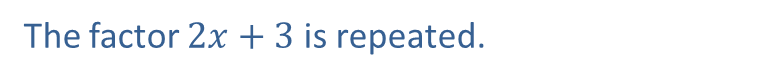 The factor 2𝑥 + 3 is repeated.